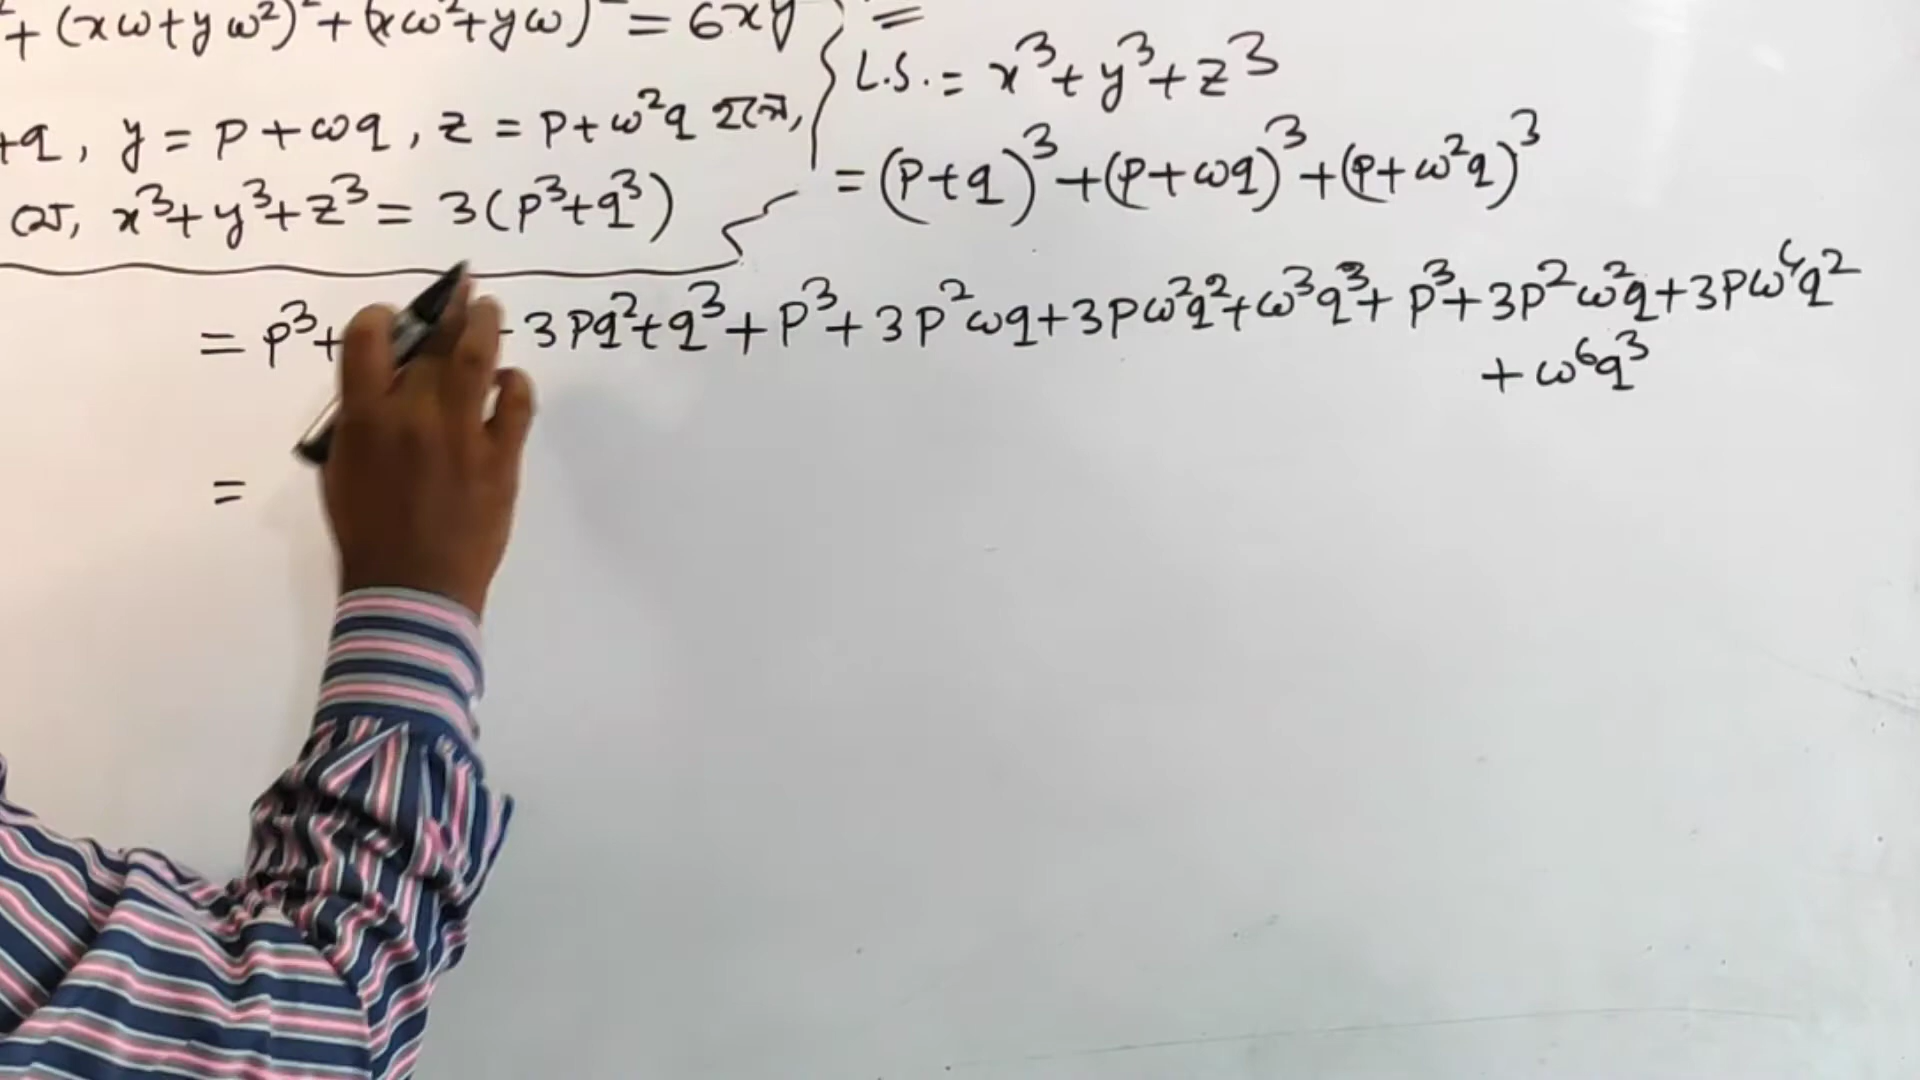 + (xω+yω²)² + (xω²+yω)² = 6xy
+q, y = p + ωq, z = p + ω²q হলে,
যে, x³+y³+z³ = 3(p³+q³)
=
L.S. = x³+y³+z³
= (p+q)³+(p+ωq)³+(p+ω²q)³
= p³+ 3pq²+q³+p³+3p²ωq+3pω²q²+ω³q³+p³+3p²ω²q+3pω⁴q²
+ω⁶q³
=